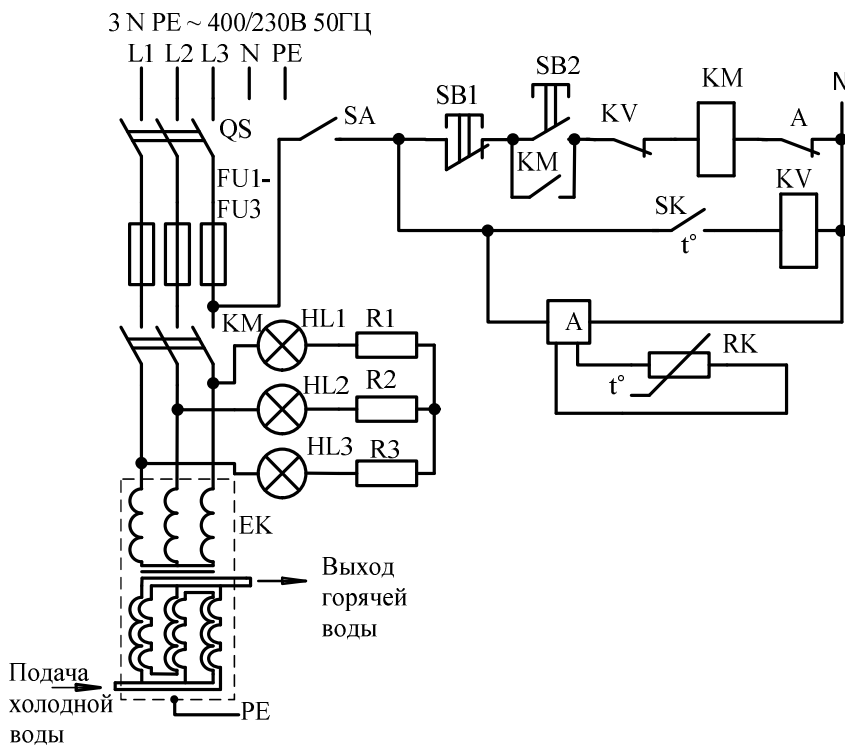 3 N PE ~ 400/230В 50ГЦ
L1 L2 L3 N PE
QS
SA
SB1
SB2
KV
KM
A
N
KM
FU1-
FU3
SK
t°
KV
KM
HL1
R1
A
RK
t°
HL2
R2
HL3
R3
EK
Выход
горячей
воды
Подача
холодной
воды
PE